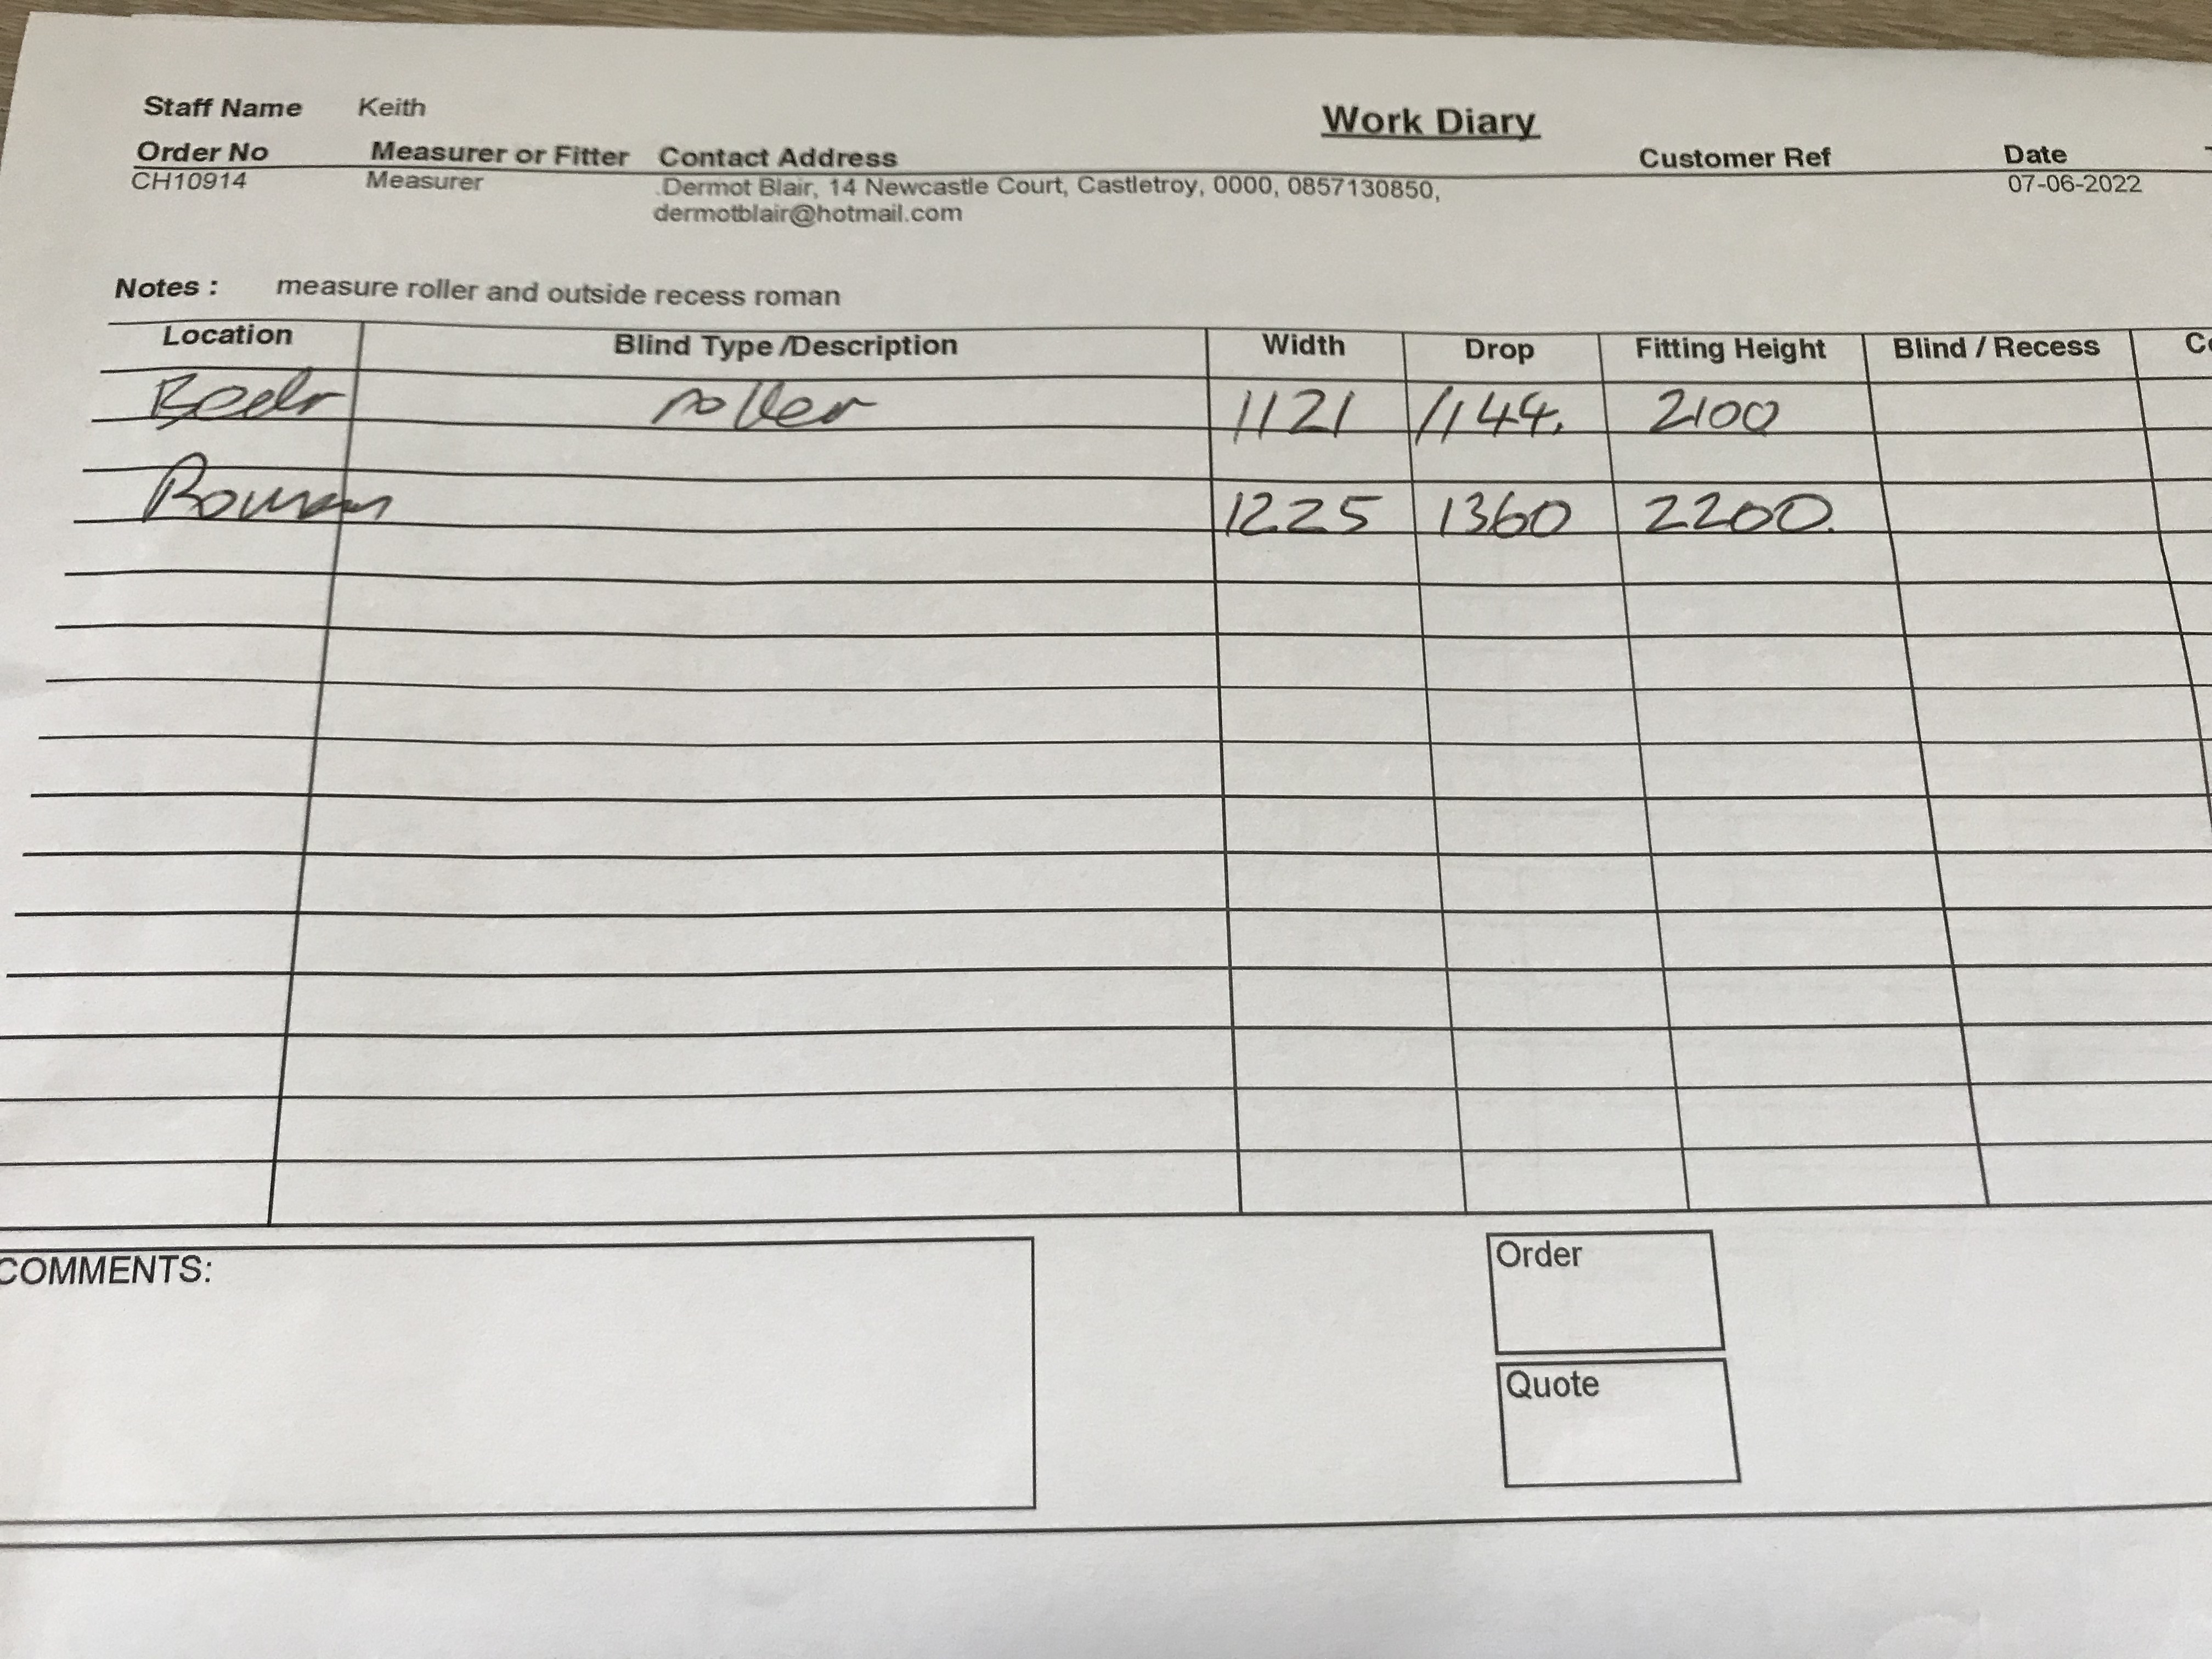 Work Diary
Staff Name Keith
Order No Measurer or Fitter Contact Address Customer Ref Date
CH10914 Measurer Dermot Blair, 14 Newcastle Court, Castletroy, 0000, 0857130850, 07-06-2022
dermotblair@hotmail.com
Notes : measure roller and outside recess roman
Location Blind Type /Description Width Drop Fitting Height Blind / Recess
roller 1121 1144. 2100
Roman 1225 1360 2200.
COMMENTS:
Order
Quote